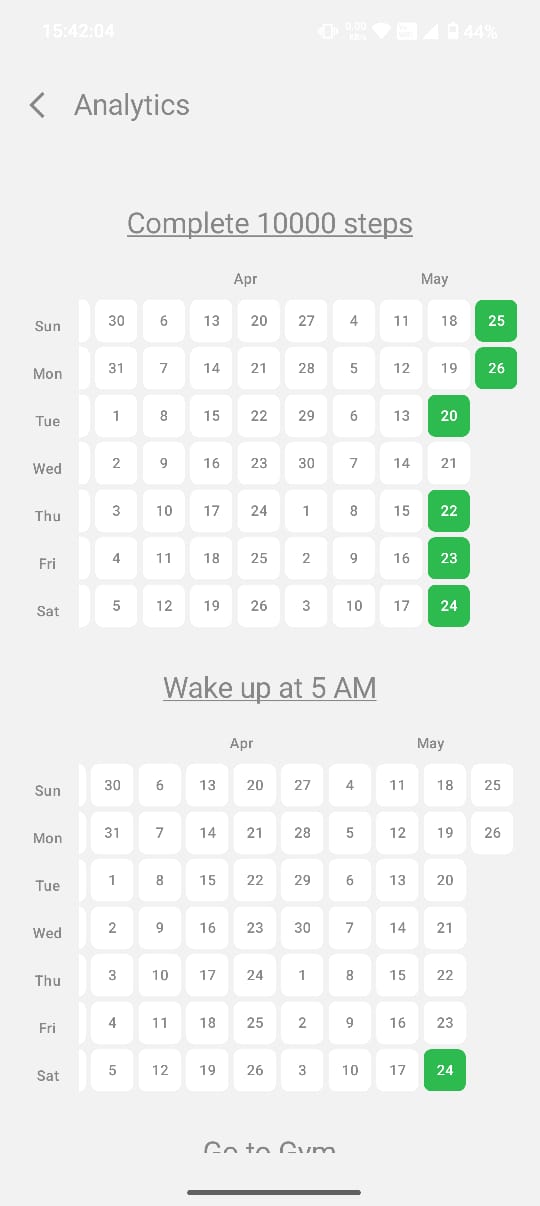 15:42:04
0.00
KB/s
44%
Analytics
Complete 10000 steps
Apr May
Sun 30 6 13 20 27 4 11 18 25
Mon 31 7 14 21 28 5 12 19 26
Tue 1 8 15 22 29 6 13 20
Wed 2 9 16 23 30 7 14 21
Thu 3 10 17 24 1 8 15 22
Fri 4 11 18 25 2 9 16 23
Sat 5 12 19 26 3 10 17 24
Wake up at 5 AM
Apr May
Sun 30 6 13 20 27 4 11 18 25
Mon 31 7 14 21 28 5 12 19 26
Tue 1 8 15 22 29 6 13 20
Wed 2 9 16 23 30 7 14 21
Thu 3 10 17 24 1 8 15 22
Fri 4 11 18 25 2 9 16 23
Sat 5 12 19 26 3 10 17 24
Go to Gym